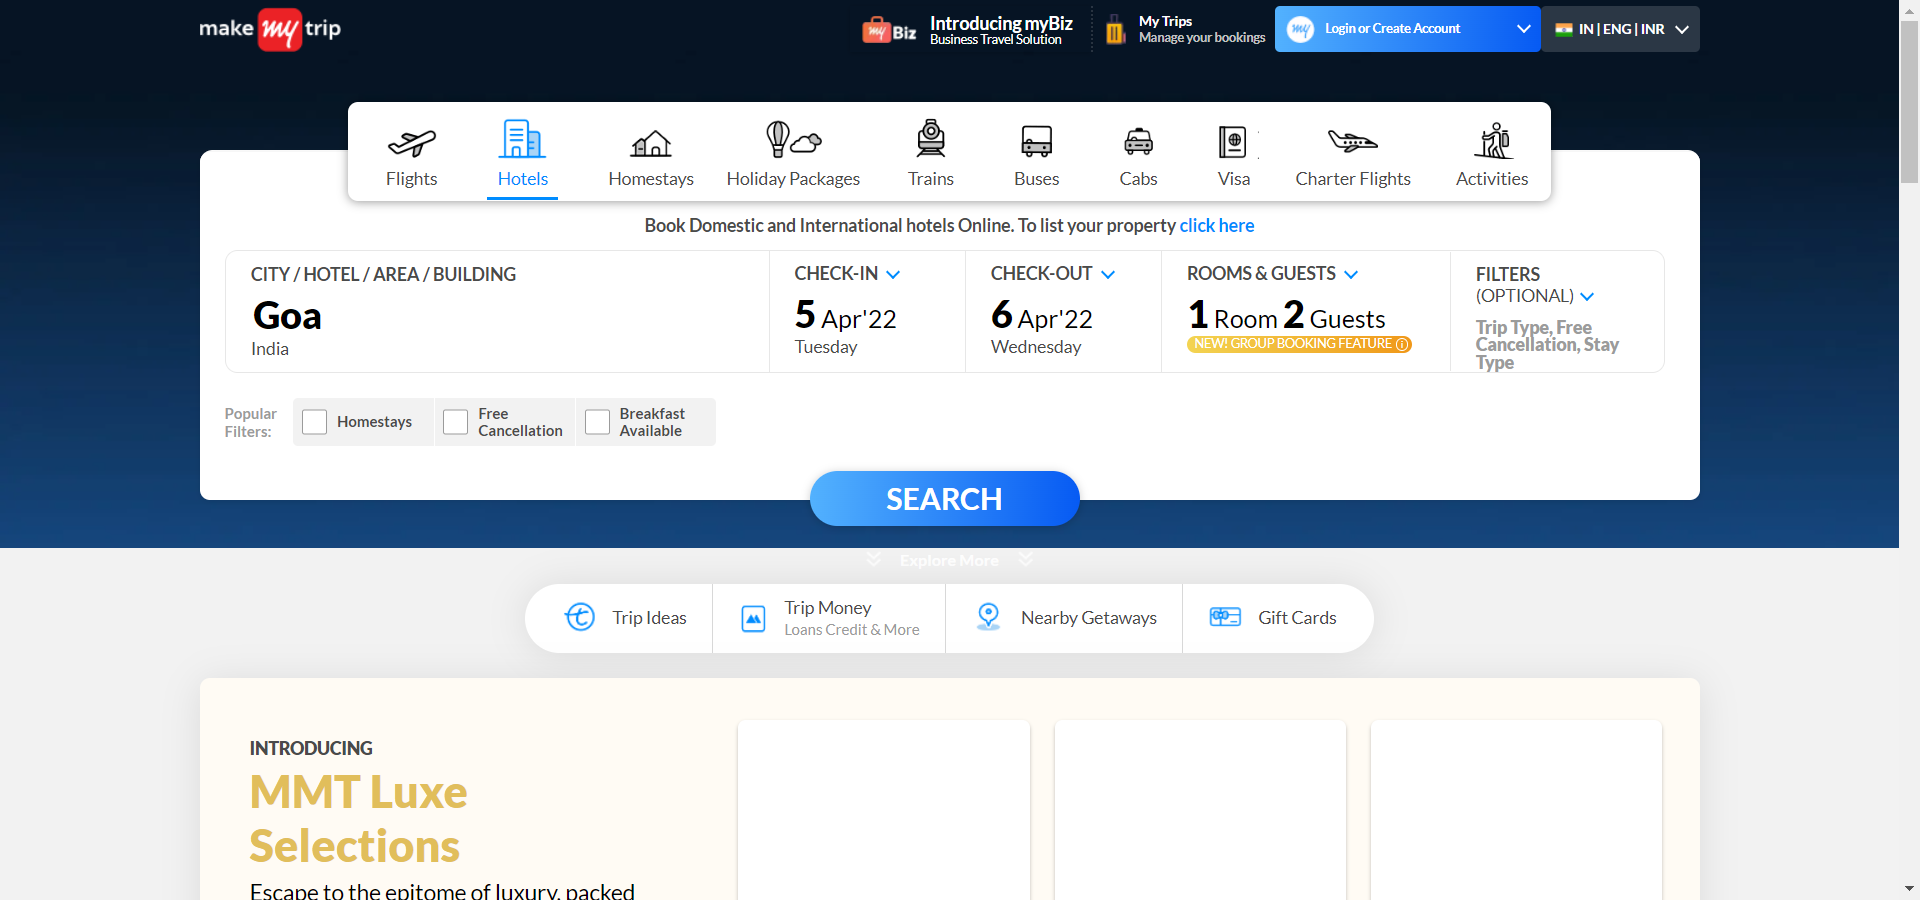 make my trip
my Biz
Introducing myBiz
Business Travel Solution
My Trips
Manage your bookings
my
Login or Create Account
IN | ENG | INR
Flights
Hotels
Homestays
Holiday Packages
Trains
Buses
Cabs
Visa
Charter Flights
Activities
Book Domestic and International hotels Online. To list your property click here
CITY / HOTEL / AREA / BUILDING
Goa
India
CHECK-IN
5 Apr'22
Tuesday
CHECK-OUT
6 Apr'22
Wednesday
ROOMS & GUESTS
1 Room 2 Guests
NEW! GROUP BOOKING FEATURE
FILTERS
(OPTIONAL)
Trip Type, Free
Cancellation, Stay
Type
Popular
Filters:
Homestays
Free
Cancellation
Breakfast
Available
SEARCH
Explore More
Trip Ideas
Trip Money
Loans Credit & More
Nearby Getaways
Gift Cards
INTRODUCING
MMT Luxe
Selections
Escape to the epitome of luxury, packed